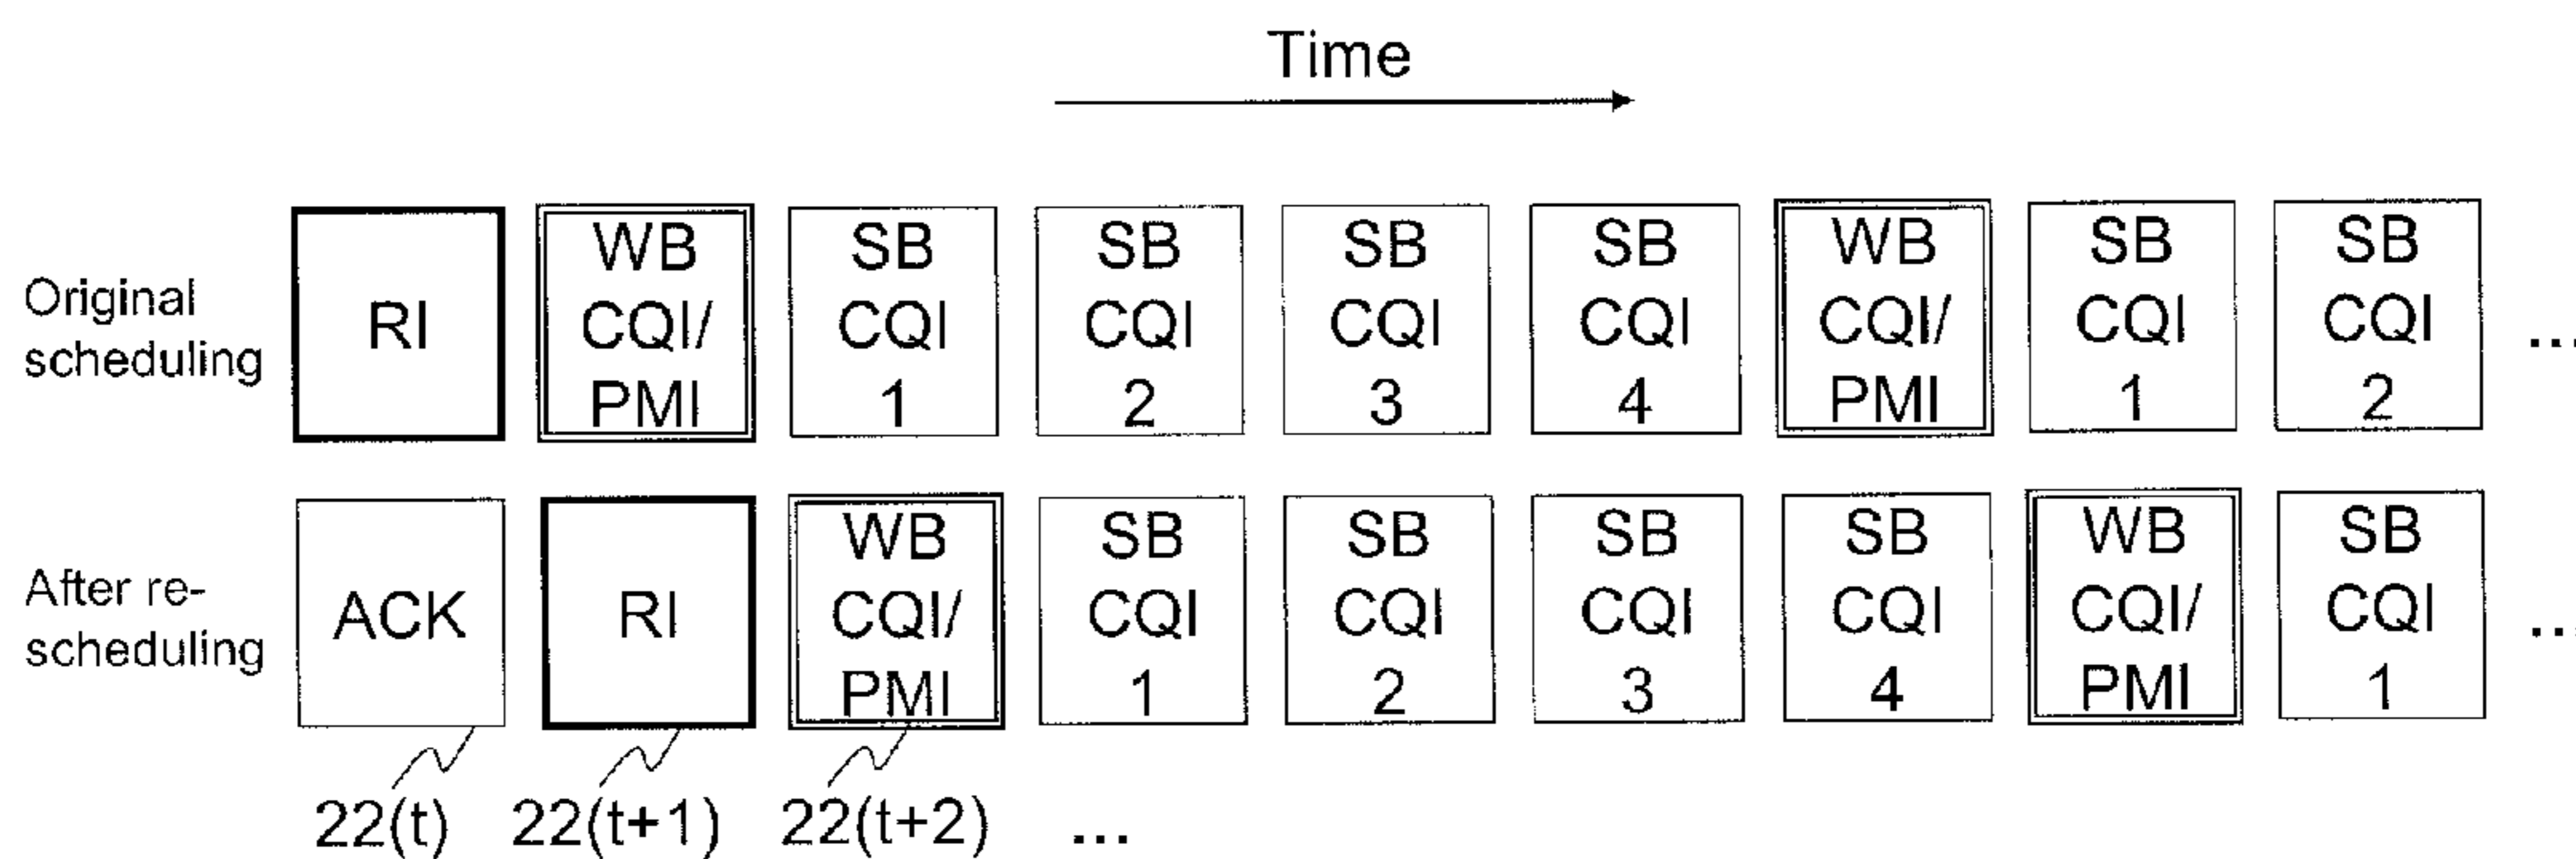 Time
Original scheduling
RI
WB CQI/ PMI
SB CQI 1
SB CQI 2
SB CQI 3
SB CQI 4
WB CQI/ PMI
SB CQI 1
SB CQI 2
...
After re-scheduling
ACK
RI
WB CQI/ PMI
SB CQI 1
SB CQI 2
SB CQI 3
SB CQI 4
WB CQI/ PMI
SB CQI 1
...
22(t) 22(t+1) 22(t+2) ...